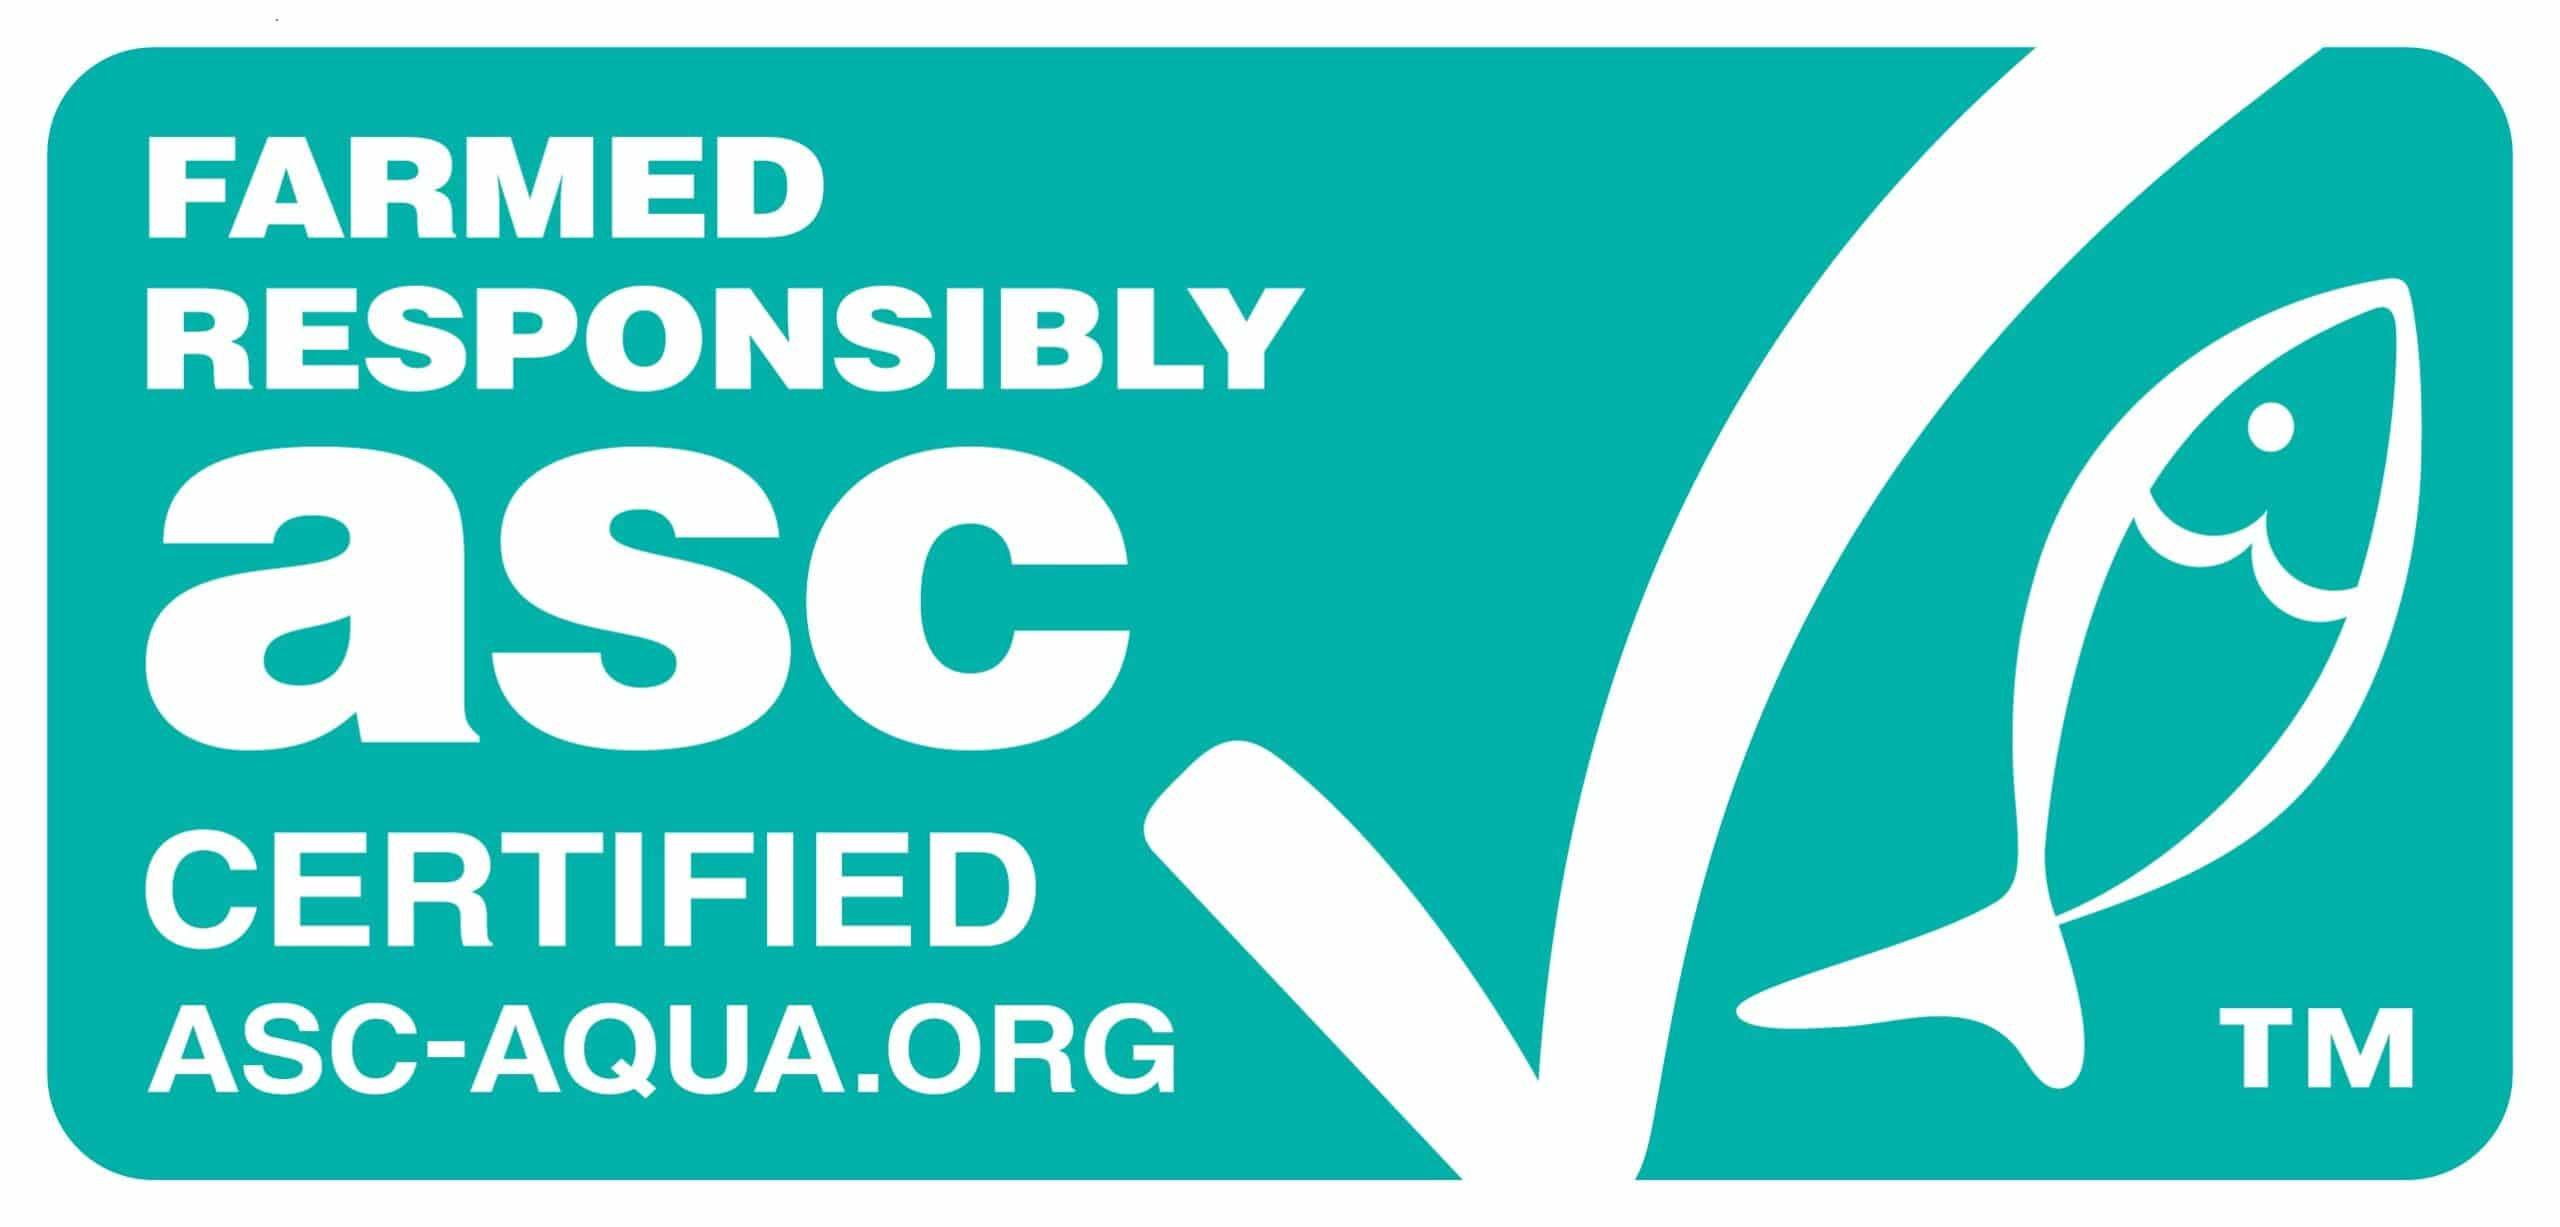 FARMED
RESPONSIBLY
asc
CERTIFIED
ASC-AQUA.ORG
TM